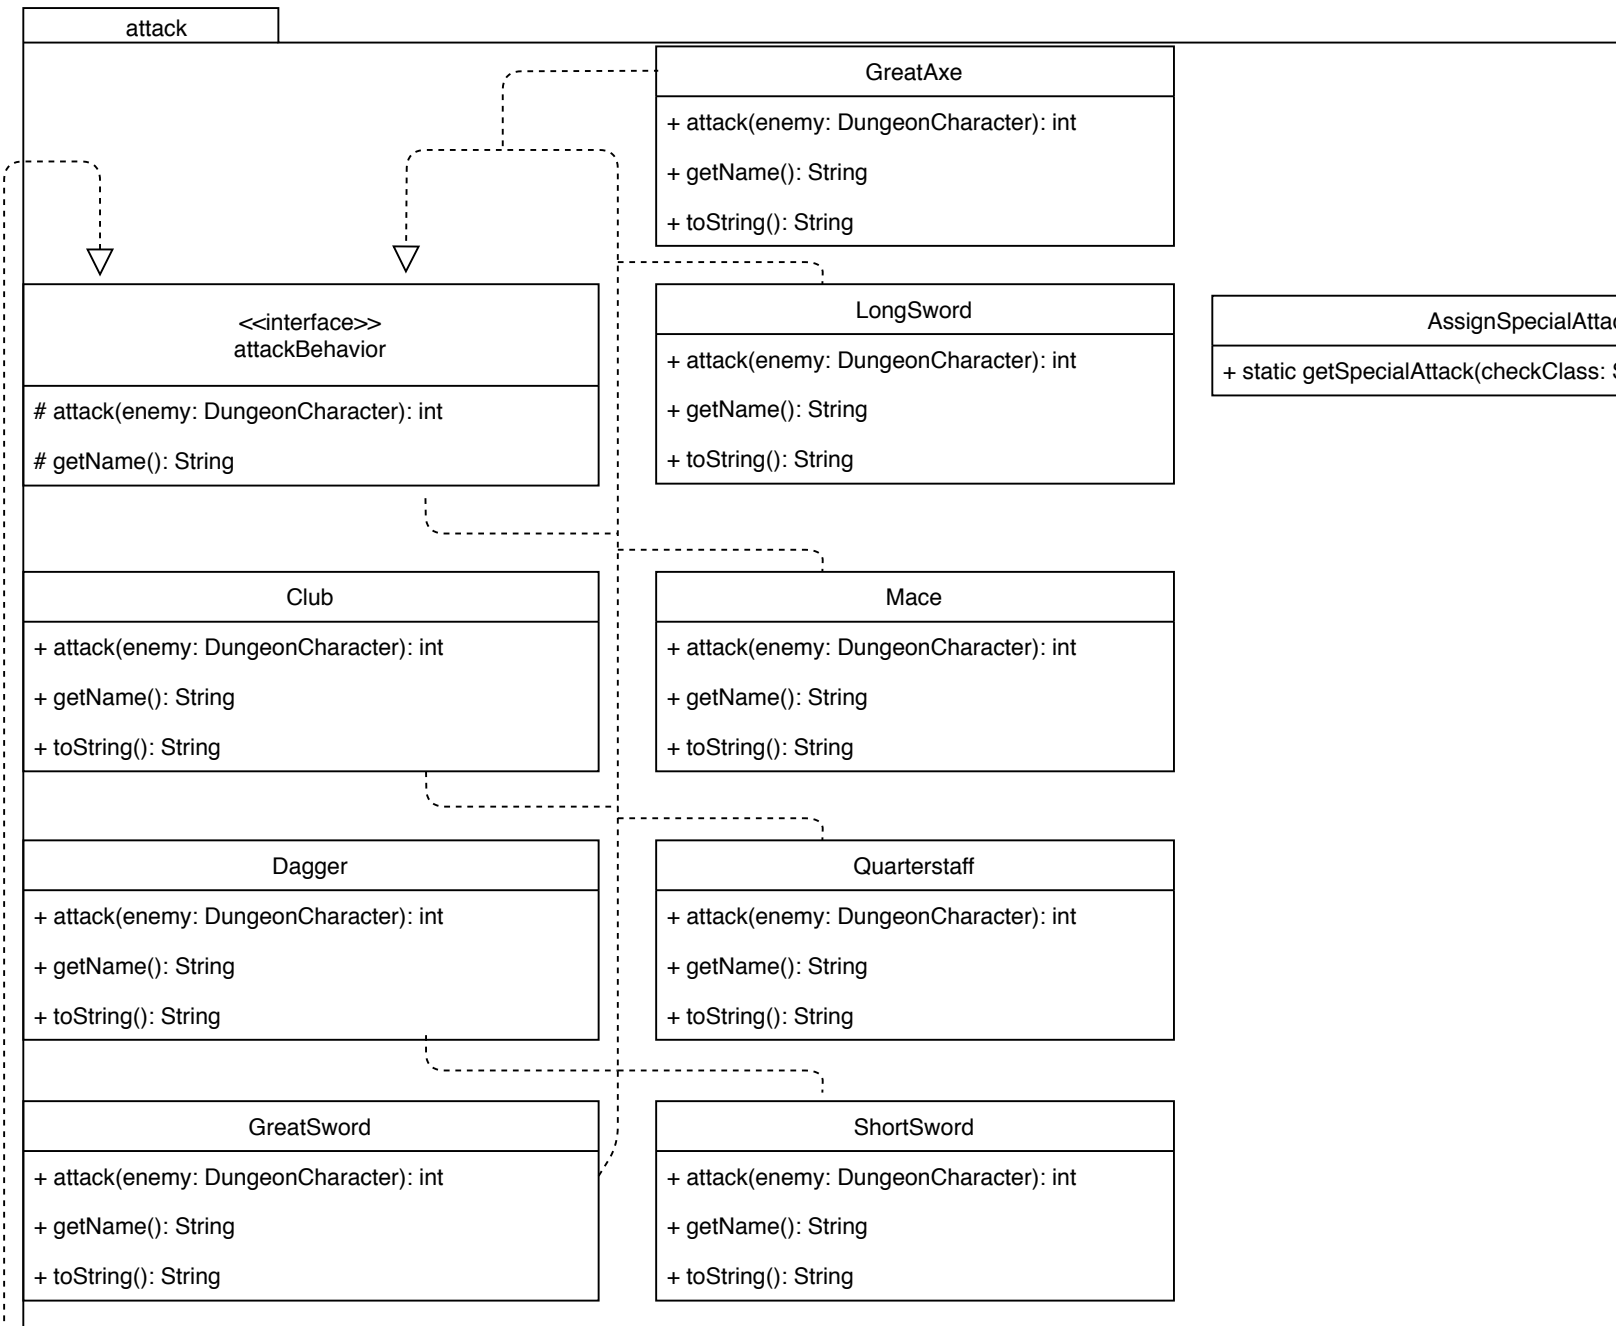 attack
GreatAxe
+ attack(enemy: DungeonCharacter): int
+ getName(): String
+ toString(): String
<<interface>>
attackBehavior
# attack(enemy: DungeonCharacter): int
# getName(): String
LongSword
+ attack(enemy: DungeonCharacter): int
+ getName(): String
+ toString(): String
+ static getSpecialAttack(checkClass:
Club
+ attack(enemy: DungeonCharacter): int
+ getName(): String
+ toString(): String
Mace
+ attack(enemy: DungeonCharacter): int
+ getName(): String
+ toString(): String
Dagger
+ attack(enemy: DungeonCharacter): int
+ getName(): String
+ toString(): String
Quarterstaff
+ attack(enemy: DungeonCharacter): int
+ getName(): String
+ toString(): String
GreatSword
+ attack(enemy: DungeonCharacter): int
+ getName(): String
+ toString(): String
ShortSword
+ attack(enemy: DungeonCharacter): int
+ getName(): String
+ toString(): String